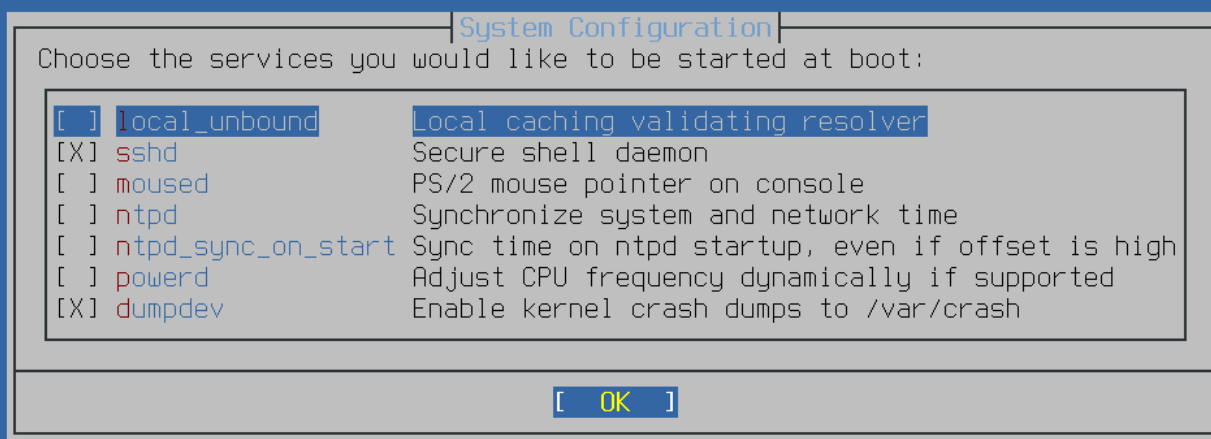 System Configuration
Choose the services you would like to be started at boot:
[ ] local_unbound Local caching validating resolver
[X] sshd Secure shell daemon
[ ] moused PS/2 mouse pointer on console
[ ] ntpd Synchronize system and network time
[ ] ntpd_sync_on_start Sync time on ntpd startup, even if offset is high
[ ] powerd Adjust CPU frequency dynamically if supported
[X] dumpdev Enable kernel crash dumps to /var/crash
[ OK ]